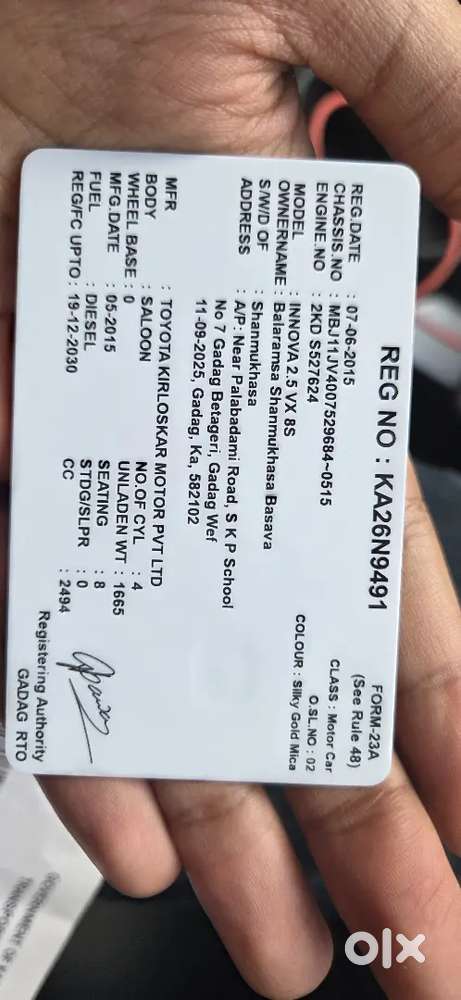 REG NO : KA26N9491
FORM-23A
(See Rule 48)
REG.DATE : 07-06-2015
CLASS : Motor Car
CHASSIS.NO : MBJ11JV4007529684~0515
O.SL.NO : 02
ENGINE.NO : 2KD S527624
COLOUR : Silky Gold Mica
MODEL : INNOVA 2.5 VX 8S
OWNERNAME : Balaramsa Shanmukhasa Basava
S/W/D OF : Shanmukhasa
ADDRESS : A/P: Near Palabadami Road, S K P School
No 7 Gadag Betageri, Gadag Wef
11-09-2025, Gadag, Ka, 582102
MFR : TOYOTA KIRLOSKAR MOTOR PVT LTD
BODY : SALOON NO.OF CYL : 4
WHEEL.BASE : 0 UNLADEN WT : 1665
MFG.DATE : 05-2015 SEATING : 8
FUEL : DIESEL STDG/SLPR : 0
REG/FC UPTO : 19-12-2030 CC : 2494
Registering Authority
GADAG RTO
GOVERNMENT OF
olx